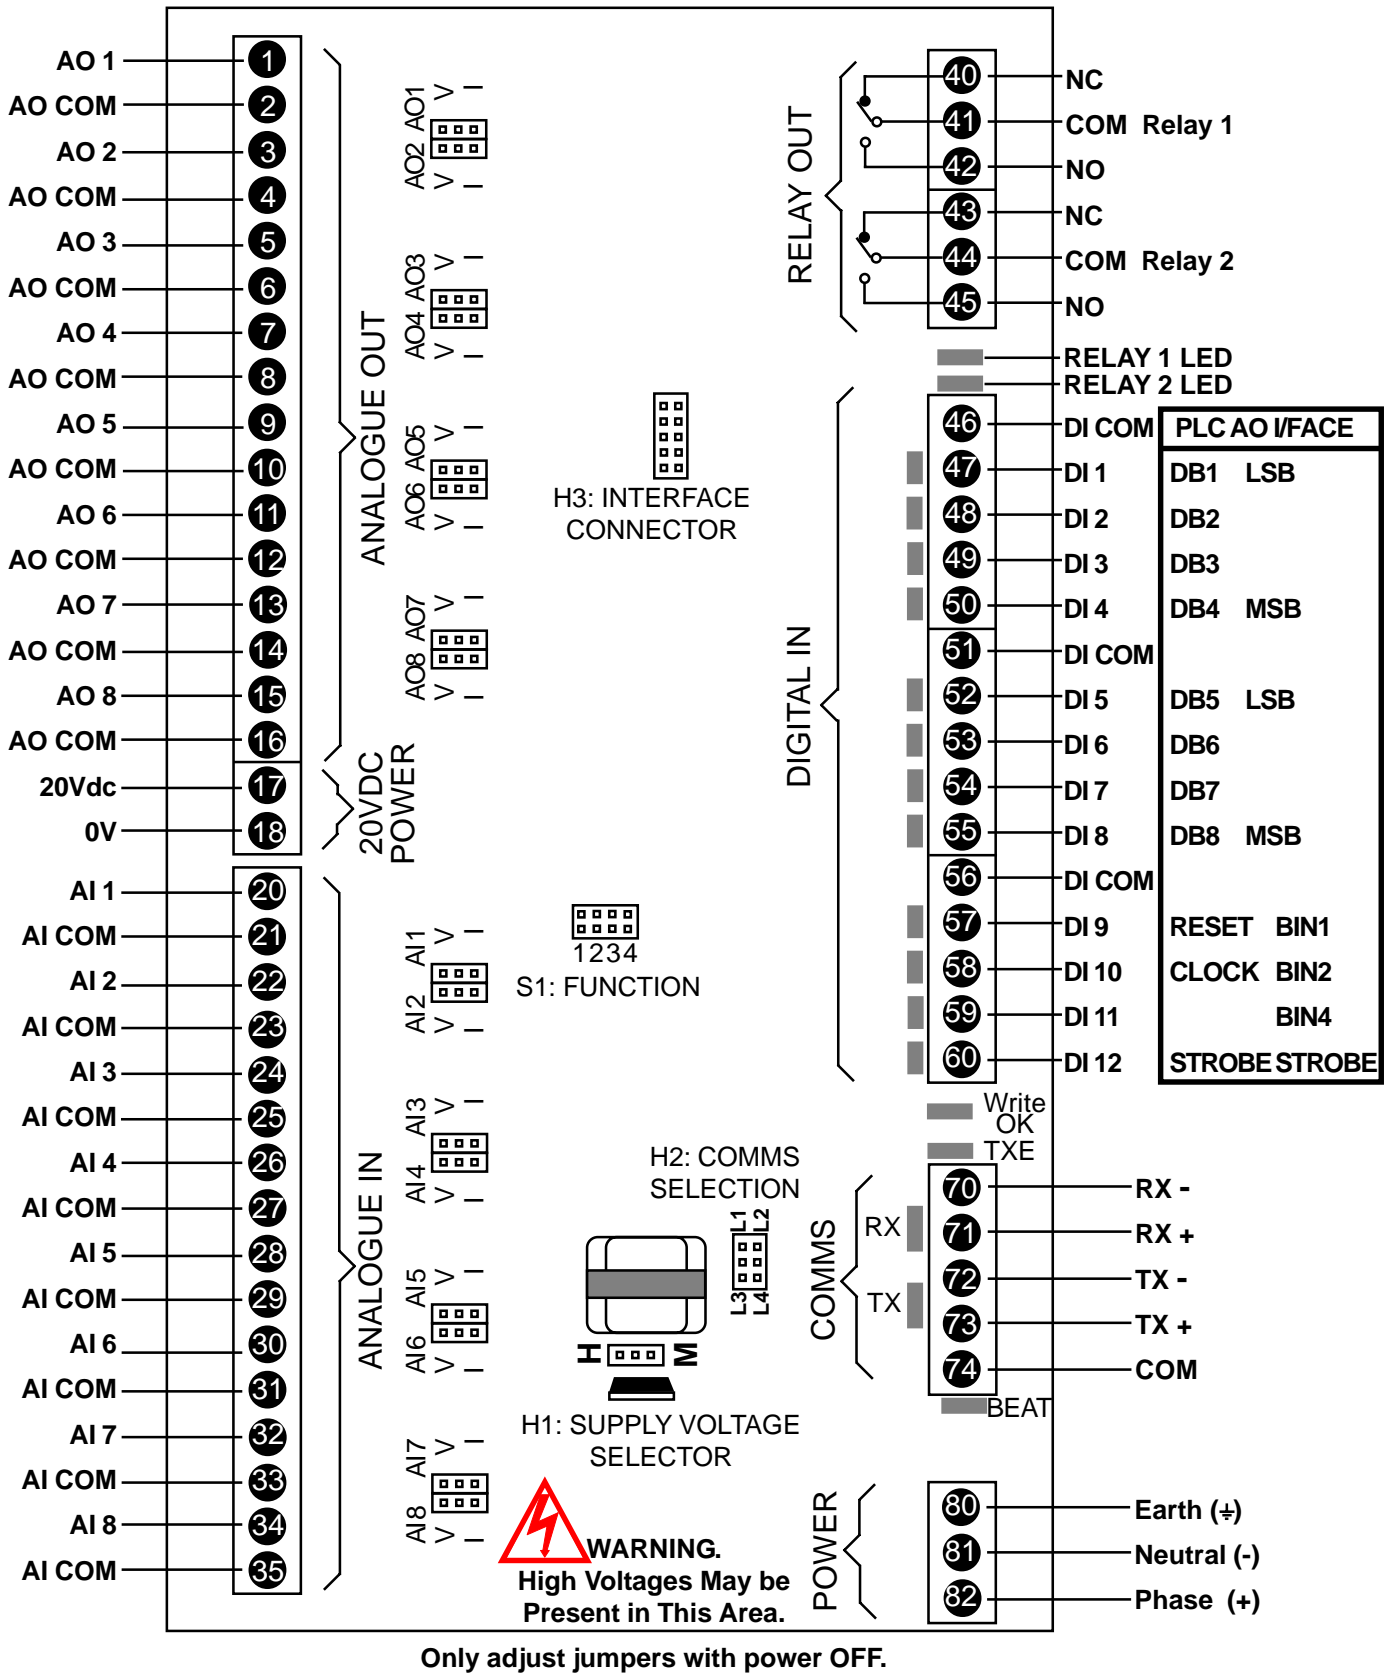 AO 1 1
AO COM 2
AO 2 3
AO COM 4
AO 3 5
AO COM 6
AO 4 7
AO COM 8
AO 5 9
AO COM 10
AO 6 11
AO COM 12
AO 7 13
AO COM 14
AO 8 15
AO COM 16
20Vdc 17
0V 18
ANALOGUE OUT
20VDC
POWER
AI 1 20
AI COM 21
AI 2 22
AI COM 23
AI 3 24
AI COM 25
AI 4 26
AI COM 27
AI 5 28
AI COM 29
AI 6 30
AI COM 31
AI 7 32
AI COM 33
AI 8 34
AI COM 35
ANALOGUE IN
AO1 V I
AO2 V I
AO3 V I
AO4 V I
AO5 V I
AO6 V I
AO7 V I
AO8 V I
AI1 V I
AI2 V I
AI3 V I
AI4 V I
AI5 V I
AI6 V I
AI7 V I
AI8 V I
H3: INTERFACE
CONNECTOR
1234
S1: FUNCTION
H2: COMMS
SELECTION
L1 L2
L3 L4
H M
H1: SUPPLY VOLTAGE
SELECTOR
WARNING.
High Voltages May be
Present in This Area.
RELAY OUT
40 NC
41 COM Relay 1
42 NO
43 NC
44 COM Relay 2
45 NO
RELAY 1 LED
RELAY 2 LED
DIGITAL IN
PLC AO I/FACE
46 DI COM
47 DI 1 DB1 LSB
48 DI 2 DB2
49 DI 3 DB3
50 DI 4 DB4 MSB
51 DI COM
52 DI 5 DB5 LSB
53 DI 6 DB6
54 DI 7 DB7
55 DI 8 DB8 MSB
56 DI COM
57 DI 9 RESET BIN1
58 DI 10 CLOCK BIN2
59 DI 11 BIN4
60 DI 12 STROBE STROBE
Write
OK
TXE
COMMS
RX
TX
70 RX -
71 RX +
72 TX -
73 TX +
74 COM
BEAT
POWER
80 Earth (⏚)
81 Neutral (-)
82 Phase (+)
Only adjust jumpers with power OFF.